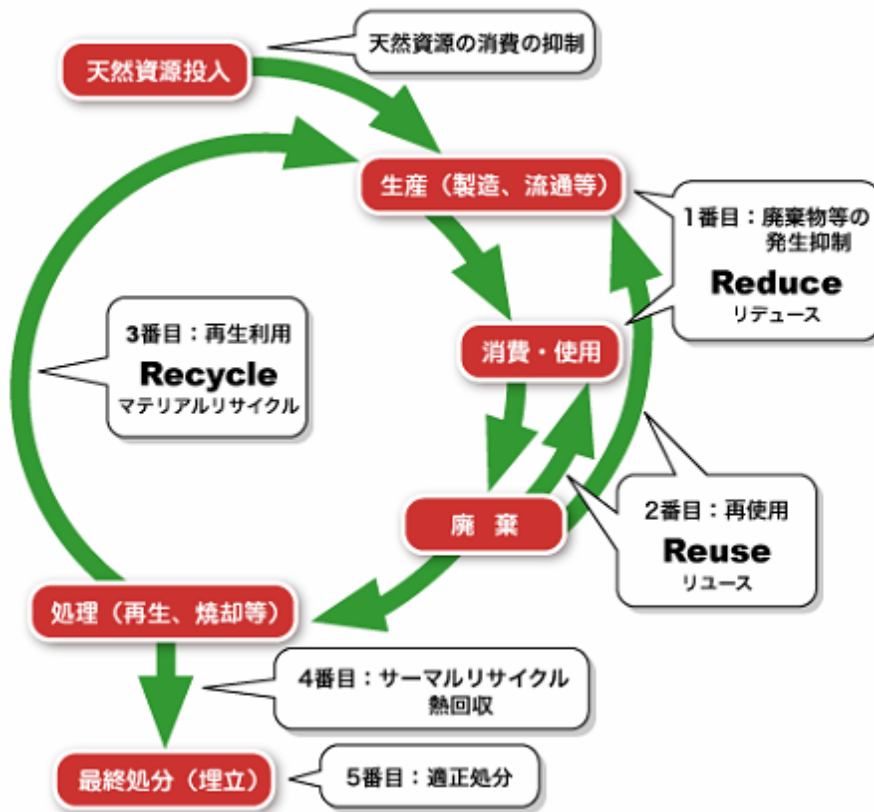 天然資源の消費の抑制
天然資源投入
生産（製造、流通等）
1番目：廃棄物等の
発生抑制
Reduce
リデュース
3番目：再生利用
Recycle
マテリアルリサイクル
消費・使用
2番目：再使用
Reuse
リユース
廃 棄
処理（再生、焼却等）
4番目：サーマルリサイクル
熱回収
最終処分（埋立）
5番目：適正処分